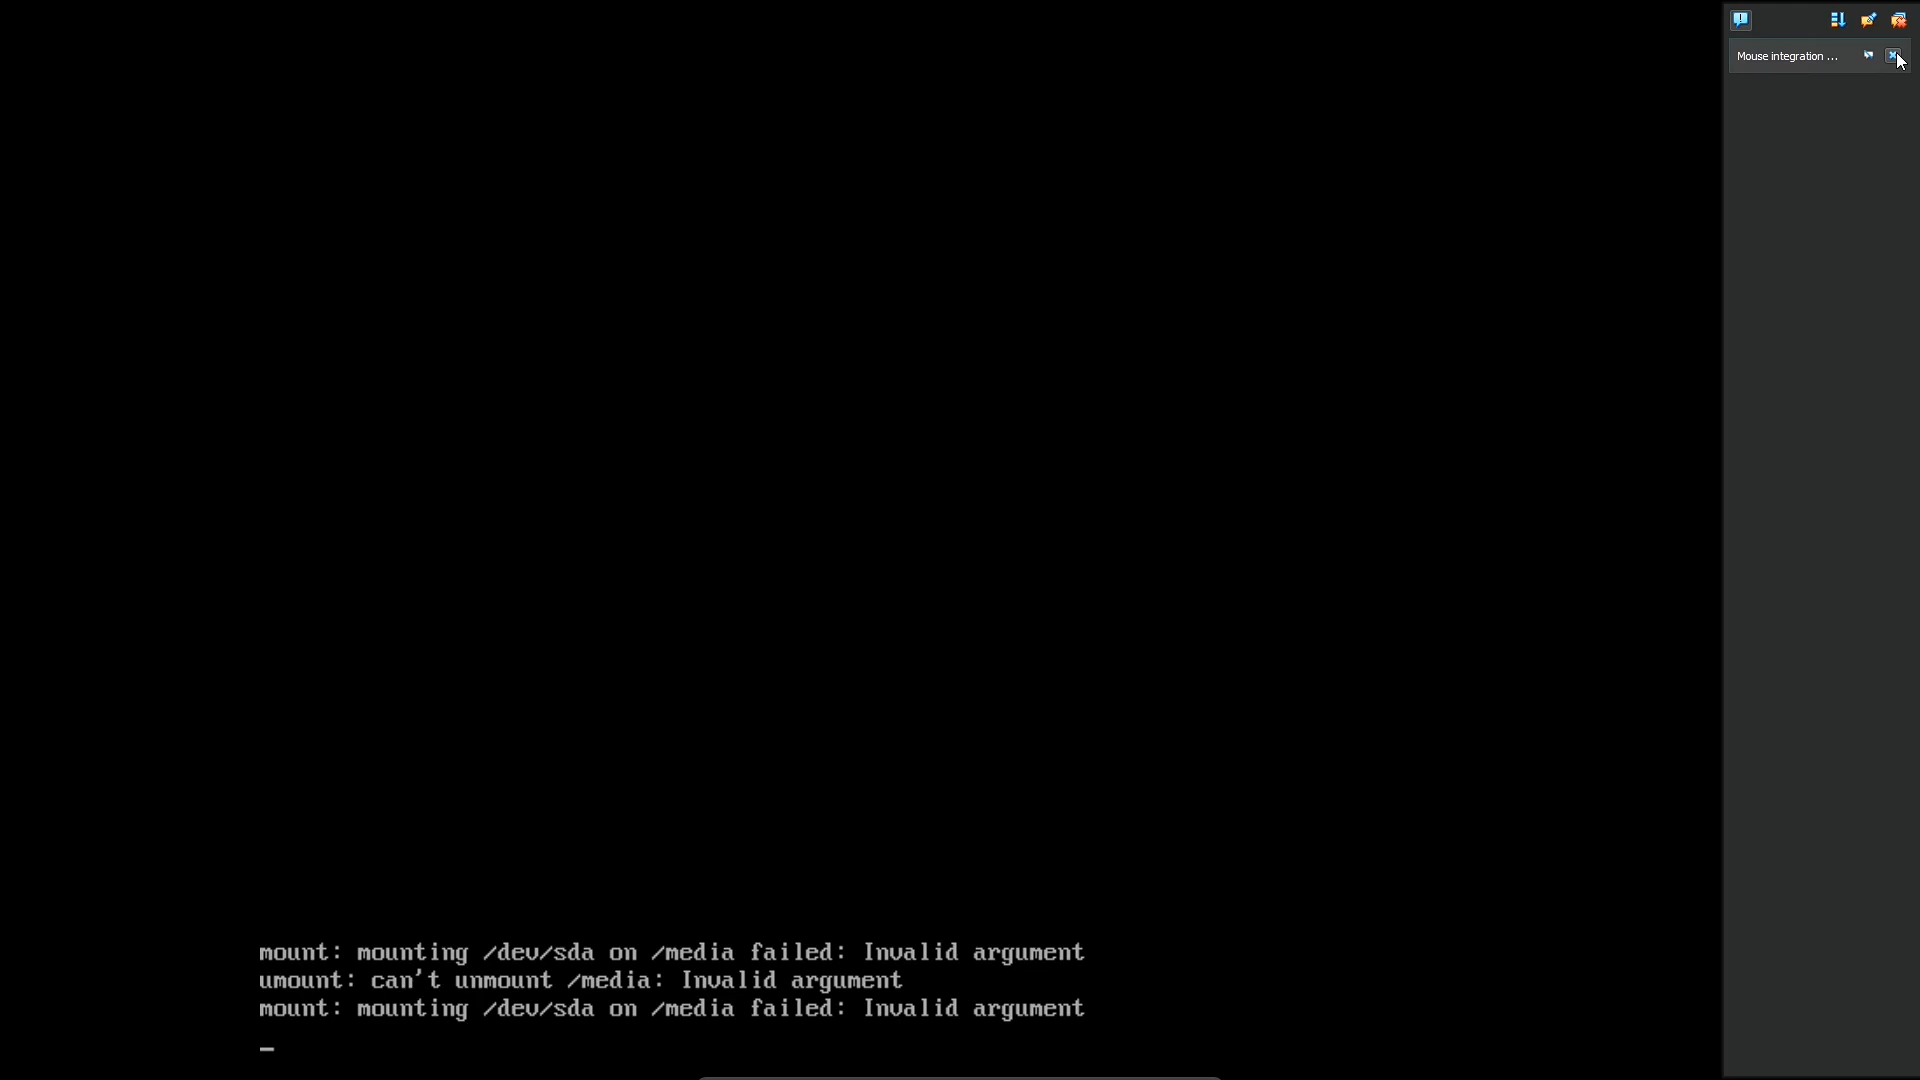 Mouse integration ...
mount: mounting /dev/sda on /media failed: Invalid argument
umount: can't unmount /media: Invalid argument
mount: mounting /dev/sda on /media failed: Invalid argument
_